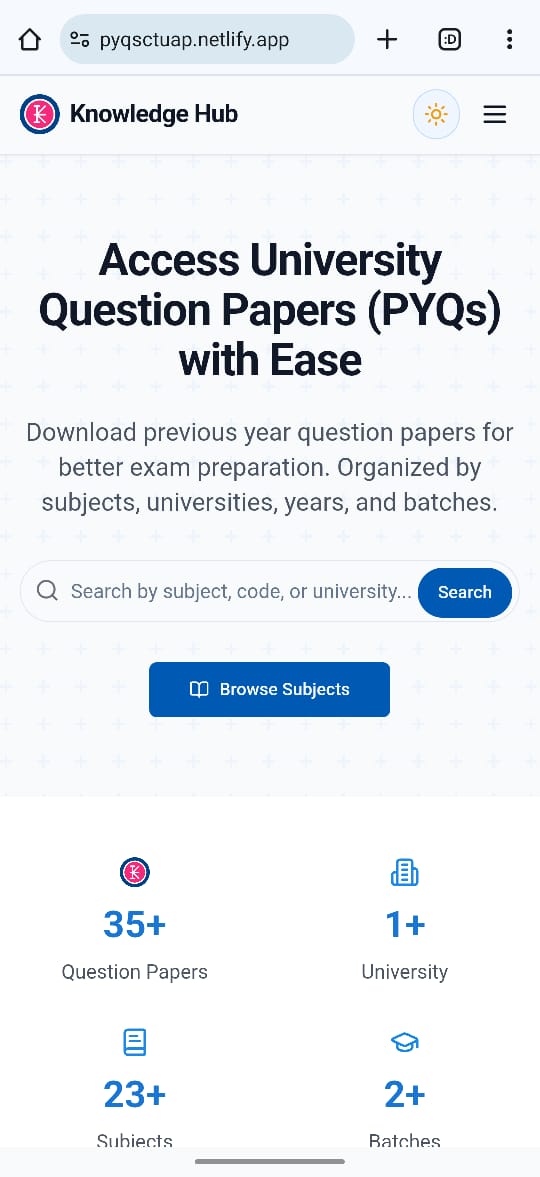 pyqsctuap.netlify.app
:D
Knowledge Hub
Access University
Question Papers (PYQs)
with Ease
Download previous year question papers for
better exam preparation. Organized by
subjects, universities, years, and batches.
Search by subject, code, or university... Search
Browse Subjects
35+ 1+
Question Papers University
23+ 2+
Subjects Batches